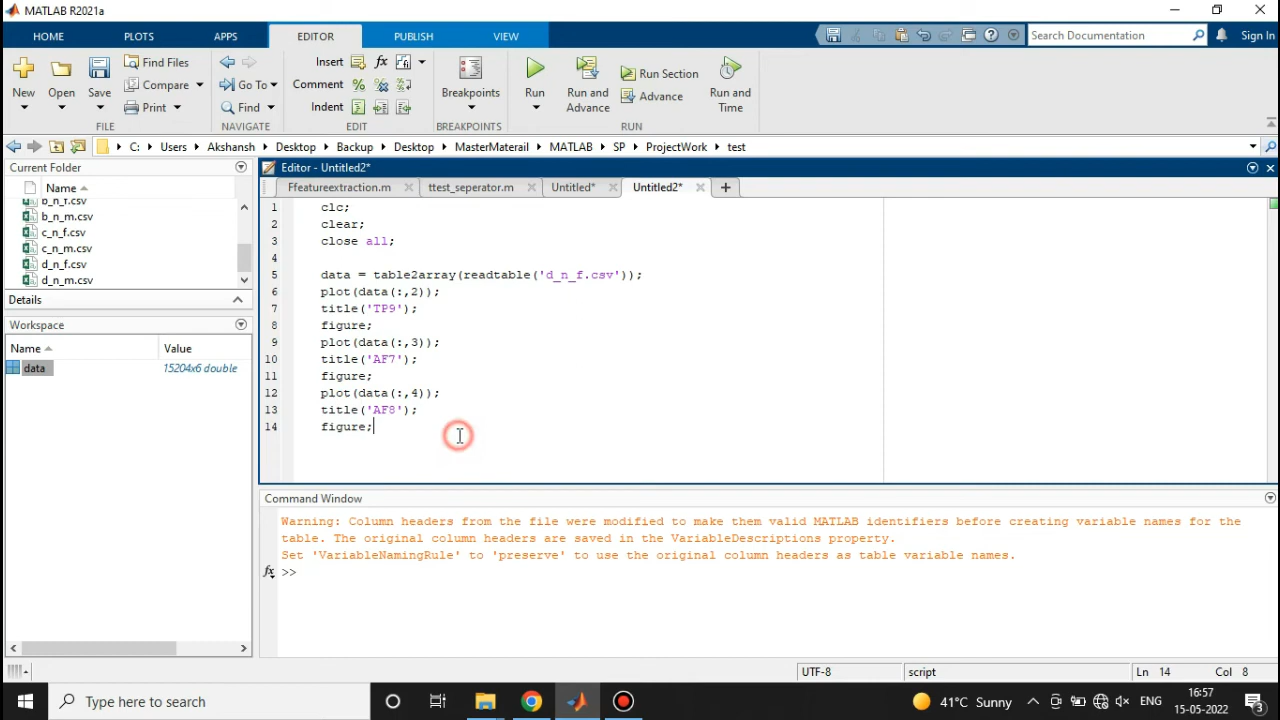 MATLAB R2021a
HOME PLOTS APPS EDITOR PUBLISH VIEW
Search Documentation
Sign In
New Open Save
Find Files
Compare
Print
FILE
Go To
Find
NAVIGATE
Insert
Comment
Indent
EDIT
Breakpoints
BREAKPOINTS
Run
Run and Advance
Run Section
Advance
Run and Time
RUN
C: Users Akshansh Desktop Backup Desktop MasterMaterail MATLAB SP ProjectWork test
Current Folder
Name
b_n_f.csv
b_n_m.csv
c_n_f.csv
c_n_m.csv
d_n_f.csv
d_n_m.csv
Details
Workspace
Name Value
data 15204x6 double
Editor - Untitled2*
Ffeatureextraction.m ttest_seperator.m Untitled* Untitled2*
1 clc;
2 clear;
3 close all;
4
5 data = table2array(readtable('d_n_f.csv'));
6 plot(data(:,2));
7 title('TP9');
8 figure;
9 plot(data(:,3));
10 title('AF7');
11 figure;
12 plot(data(:,4));
13 title('AF8');
14 figure;
Command Window
Warning: Column headers from the file were modified to make them valid MATLAB identifiers before creating variable names for the
table. The original column headers are saved in the VariableDescriptions property.
Set 'VariableNamingRule' to 'preserve' to use the original column headers as table variable names.
fx >>
UTF-8 script Ln 14 Col 8
Type here to search
41°C Sunny
ENG
16:57
15-05-2022
3